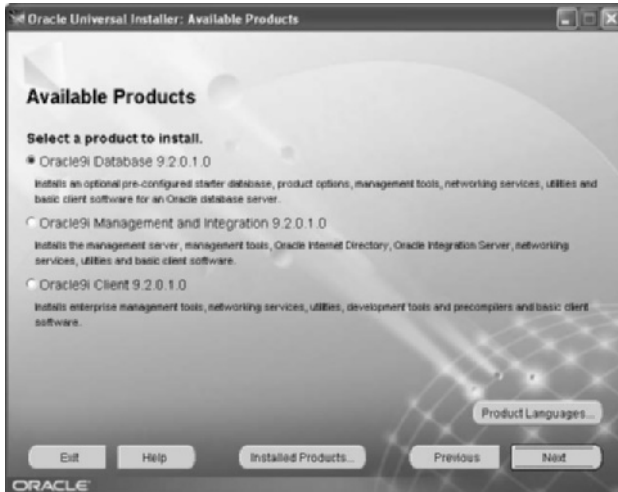 Oracle Universal Installer: Available Products
Available Products
Select a product to install.
Oracle9i Database 9.2.0.1.0
Installs an optional pre-configured starter database, product options, management tools, networking services, utilities and
basic client software for an Oracle database server.
Oracle9i Management and Integration 9.2.0.1.0
Installs the management server, management tools, Oracle Internet Directory, Oracle Integration Server, networking
services, utilities and basic client software.
Oracle9i Client 9.2.0.1.0
Installs enterprise management tools, networking services, utilities, development tools and precompilers and basic client
software.
Product Languages...
Exit Help Installed Products... Previous Next
ORACLE